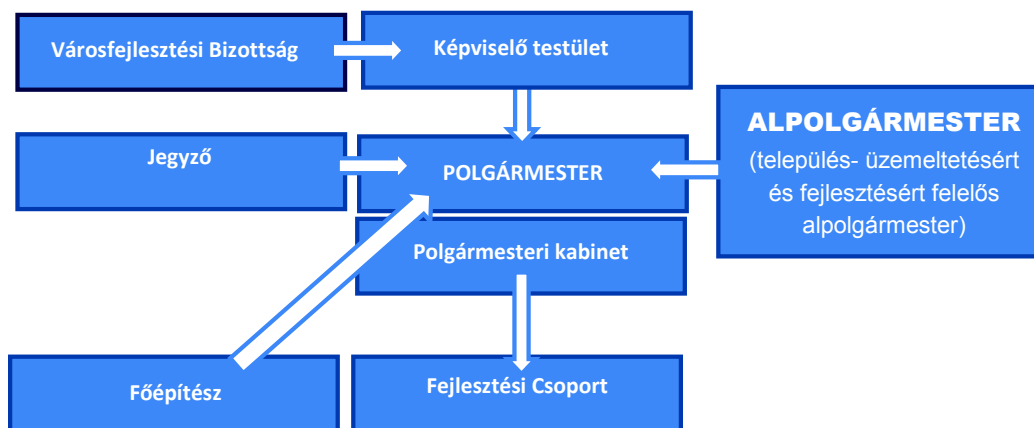 Városfejlesztési Bizottság
Képviselő testület
ALPOLGÁRMESTER
(település- üzemeltetésért
és fejlesztésért felelős
alpolgármester)
Jegyző
POLGÁRMESTER
Polgármesteri kabinet
Főépítész
Fejlesztési Csoport